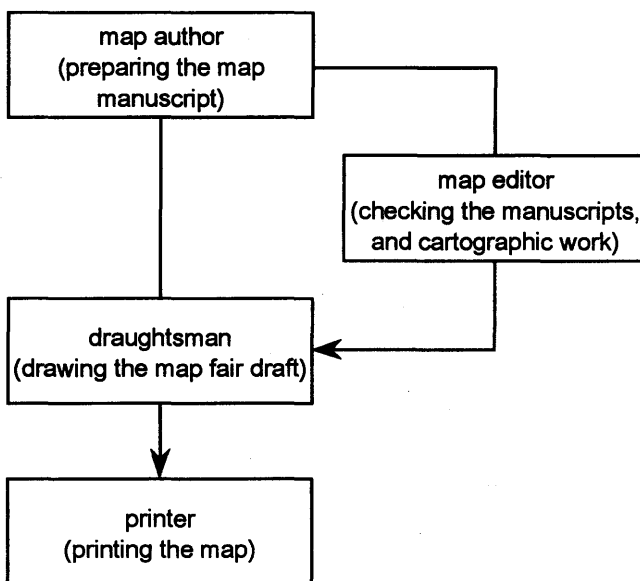 map author
(preparing the map
manuscript)
map editor
(checking the manuscripts,
and cartographic work)
draughtsman
(drawing the map fair draft)
printer
(printing the map)